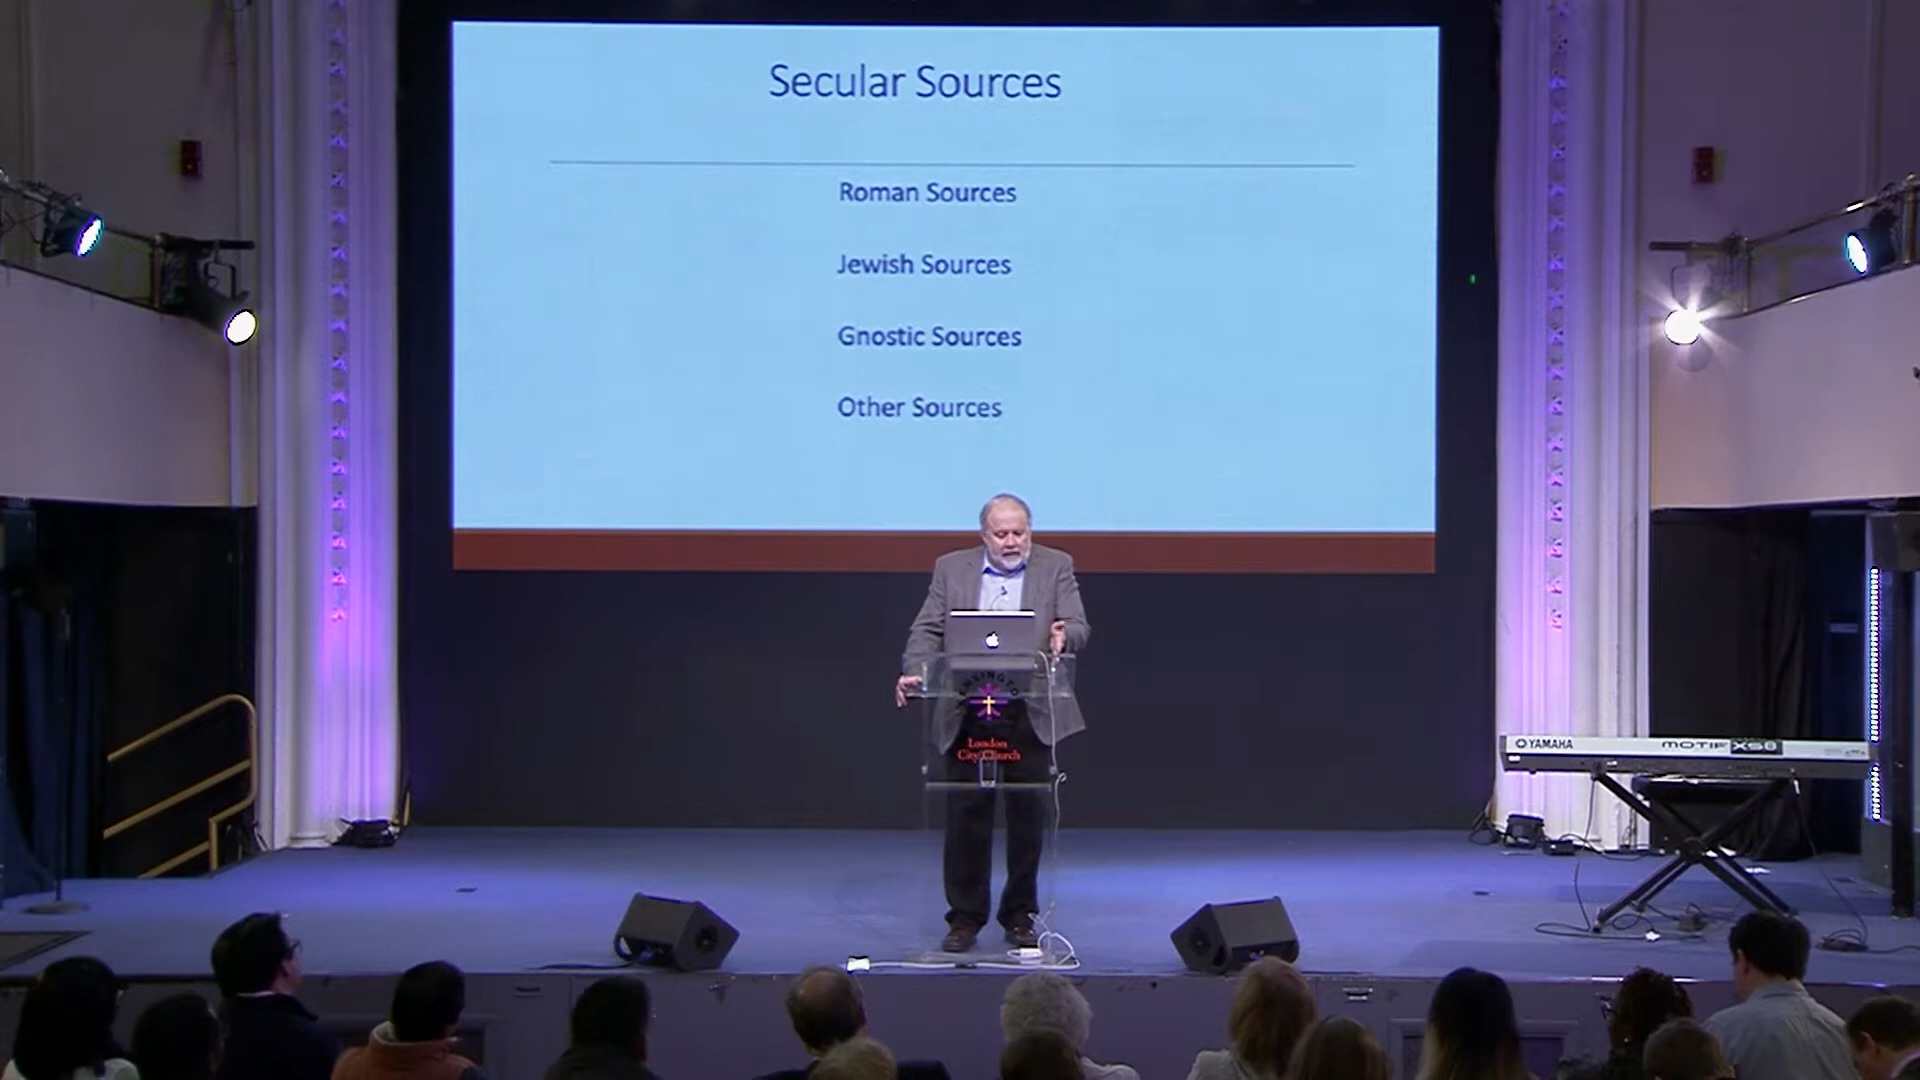 Secular Sources
Roman Sources
Jewish Sources
Gnostic Sources
Other Sources
London
City Church
YAMAHA
MOTIF XS8